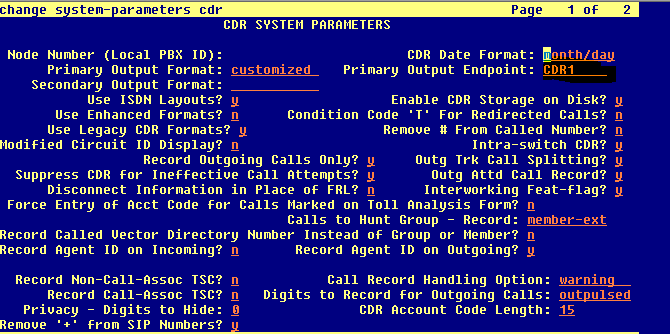 change system-parameters cdr Page 1 of 2
CDR SYSTEM PARAMETERS
Node Number (Local PBX ID): CDR Date Format: month/day
Primary Output Format: customized Primary Output Endpoint: CDR1
Secondary Output Format:
Use ISDN Layouts? y Enable CDR Storage on Disk? y
Use Enhanced Formats? n Condition Code 'T' For Redirected Calls? n
Use Legacy CDR Formats? y Remove # From Called Number? n
Modified Circuit ID Display? n Intra-switch CDR? y
Record Outgoing Calls Only? y Outg Trk Call Splitting? y
Suppress CDR for Ineffective Call Attempts? y Outg Attd Call Record? y
Disconnect Information in Place of FRL? n Interworking Feat-flag? y
Force Entry of Acct Code for Calls Marked on Toll Analysis Form? n
Calls to Hunt Group - Record: member-ext
Record Called Vector Directory Number Instead of Group or Member? n
Record Agent ID on Incoming? n Record Agent ID on Outgoing? y
Record Non-Call-Assoc TSC? n Call Record Handling Option: warning
Record Call-Assoc TSC? n Digits to Record for Outgoing Calls: outpulsed
Privacy - Digits to Hide: 0 CDR Account Code Length: 15
Remove '+' from SIP Numbers? y